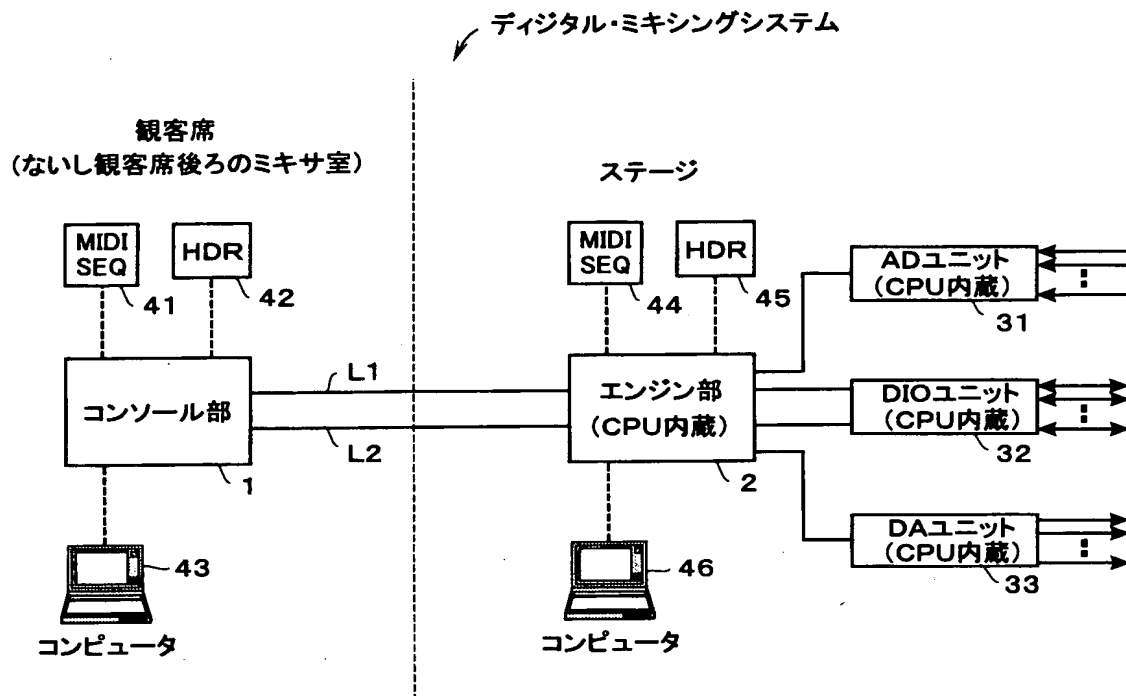 ディジタル・ミキシングシステム
観客席
(ないし観客席後ろのミキサ室)
ステージ
MIDI
SEQ
41
HDR
42
MIDI
SEQ
44
HDR
45
ADユニット
(CPU内蔵)
31
コンソール部
1
L1
L2
エンジン部
(CPU内蔵)
2
DIOユニット
(CPU内蔵)
32
DAユニット
(CPU内蔵)
33
43
コンピュータ
46
コンピュータ